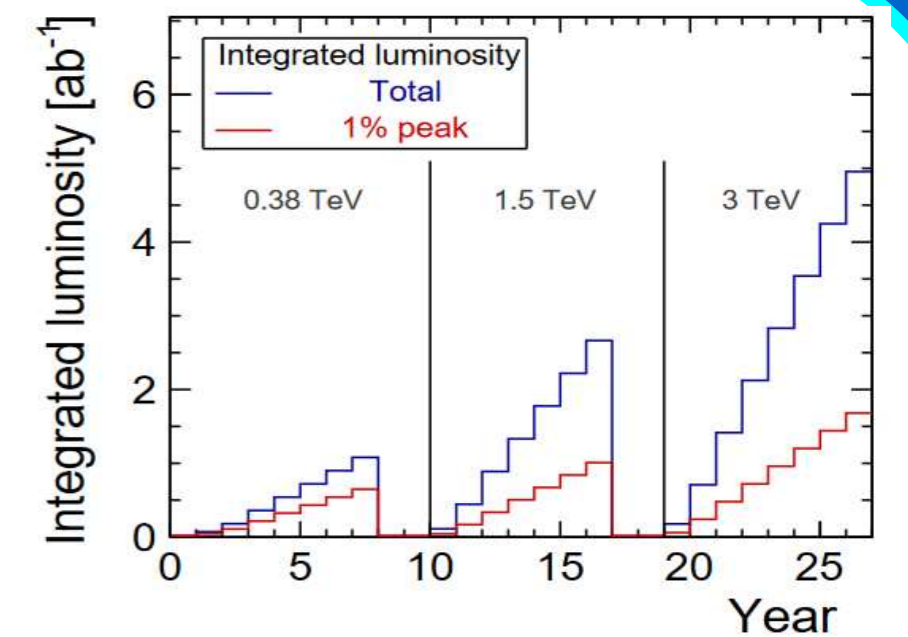 Integrated luminosity [ab⁻¹]
Integrated luminosity
Total
1% peak
0.38 TeV
1.5 TeV
3 TeV
6
4
2
0
0 5 10 15 20 25
Year